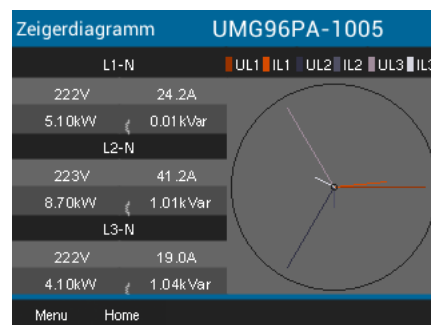 Zeigerdiagramm UMG96PA-1005
L1-N UL1 IL1 UL2 IL2 UL3 IL
222V 24.2A
5.10kW 0.01kVar
L2-N
223V 41.2A
8.70kW 1.01kVar
L3-N
222V 19.0A
4.10kW 1.04kVar
Menu Home